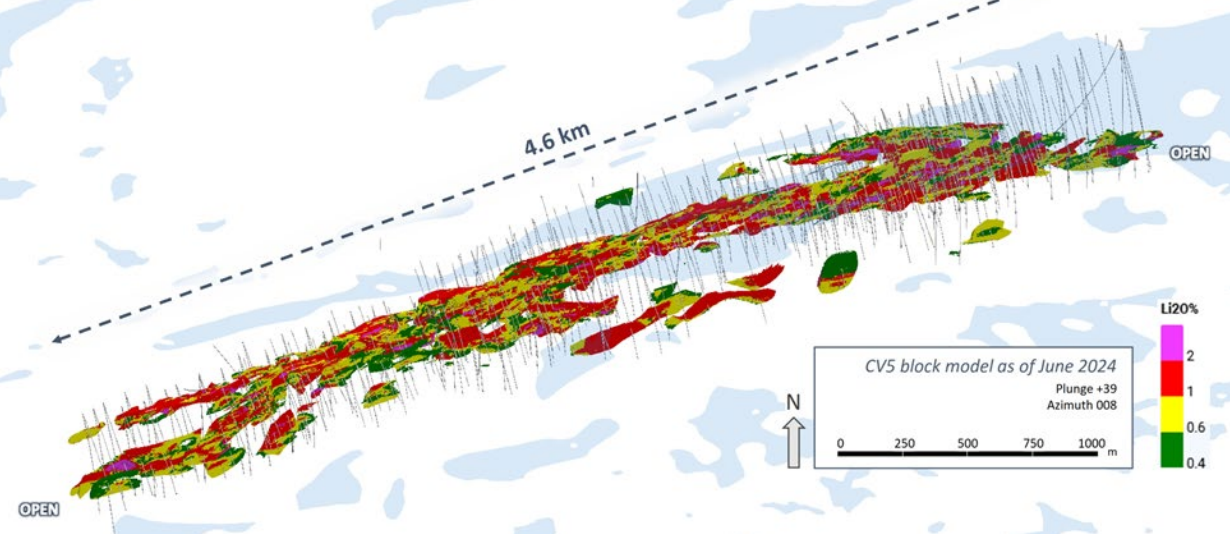 4.6 km
OPEN
Li20%
2
1
0.6
0.4
CV5 block model as of June 2024
Plunge +39
Azimuth 008
N
0 250 500 750 1000 m
OPEN